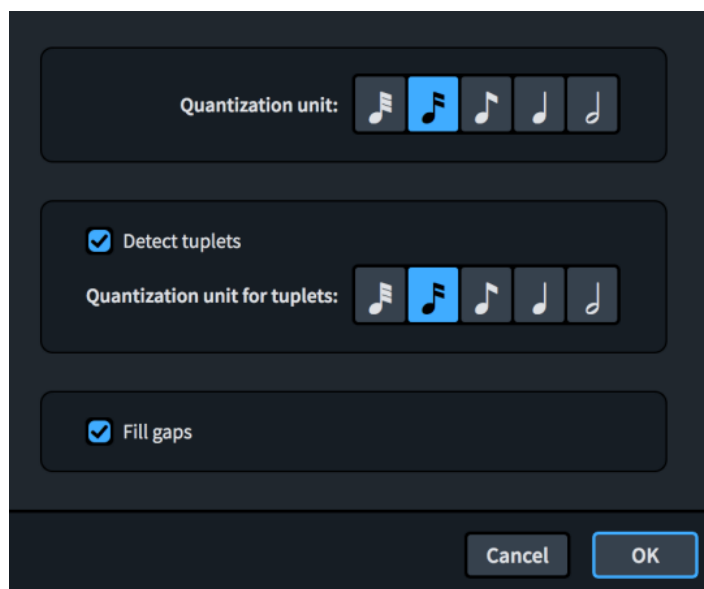 Quantization unit:
Detect tuplets
Quantization unit for tuplets:
Fill gaps
Cancel OK